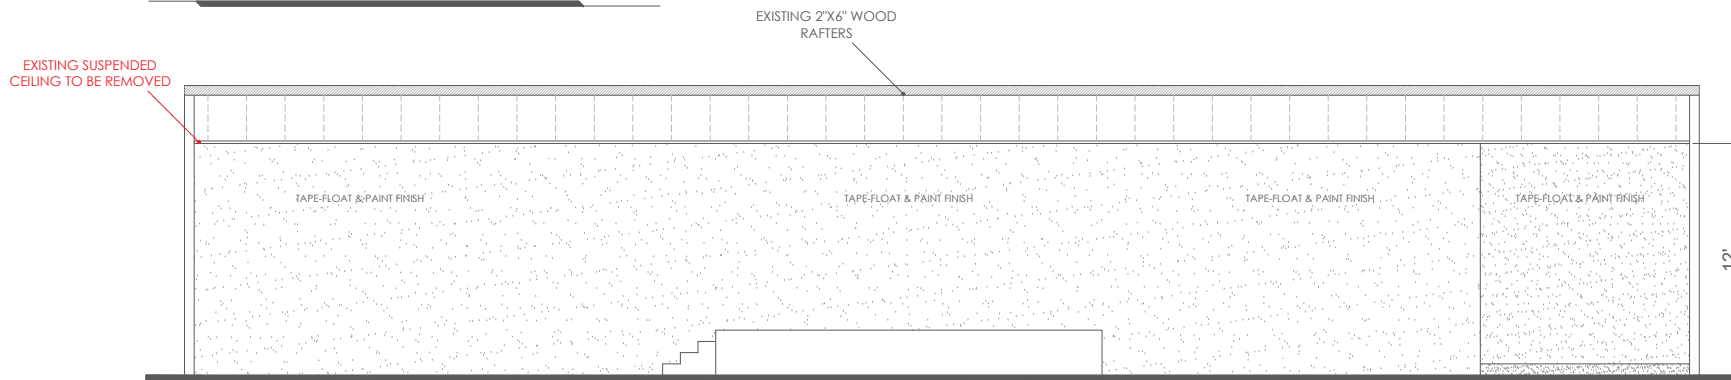 EXISTING 2"X6" WOOD
RAFTERS
EXISTING SUSPENDED
CEILING TO BE REMOVED
TAPE-FLOAT & PAINT FINISH
TAPE-FLOAT & PAINT FINISH
TAPE-FLOAT & PAINT FINISH
TAPE-FLOAT & PAINT FINISH
12'